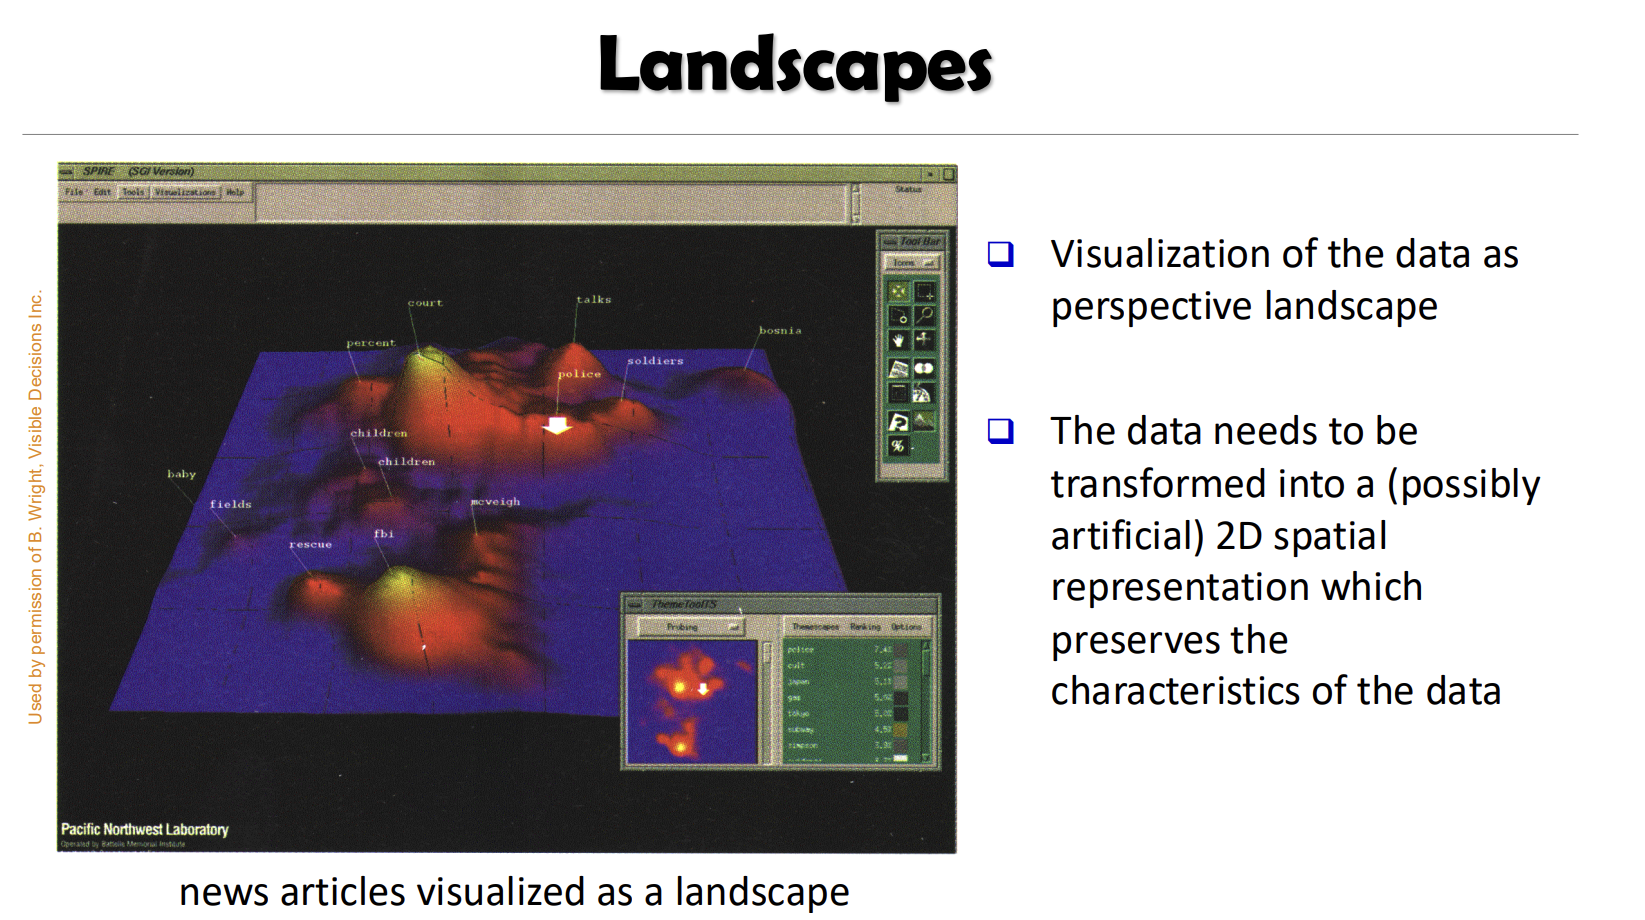 Landscapes
Used by permission of B. Wright, Visible Decisions Inc.
SPIRE (SGI Version)
File Edit Tools Visualizations Help
Status
Tool Bar
Icons
court
talks
bosnia
percent
soldiers
police
children
children
baby
fields
mcveigh
fbi
rescue
ThemeToolTS
Probing
Themescapes Ranking Options
police 7.4%
cult
japan
gas
tokyo
subway
simpson
%
Pacific Northwest Laboratory
Operated by Battelle Memorial Institute
❑ Visualization of the data as
perspective landscape
❑ The data needs to be
transformed into a (possibly
artificial) 2D spatial
representation which
preserves the
characteristics of the data
news articles visualized as a landscape